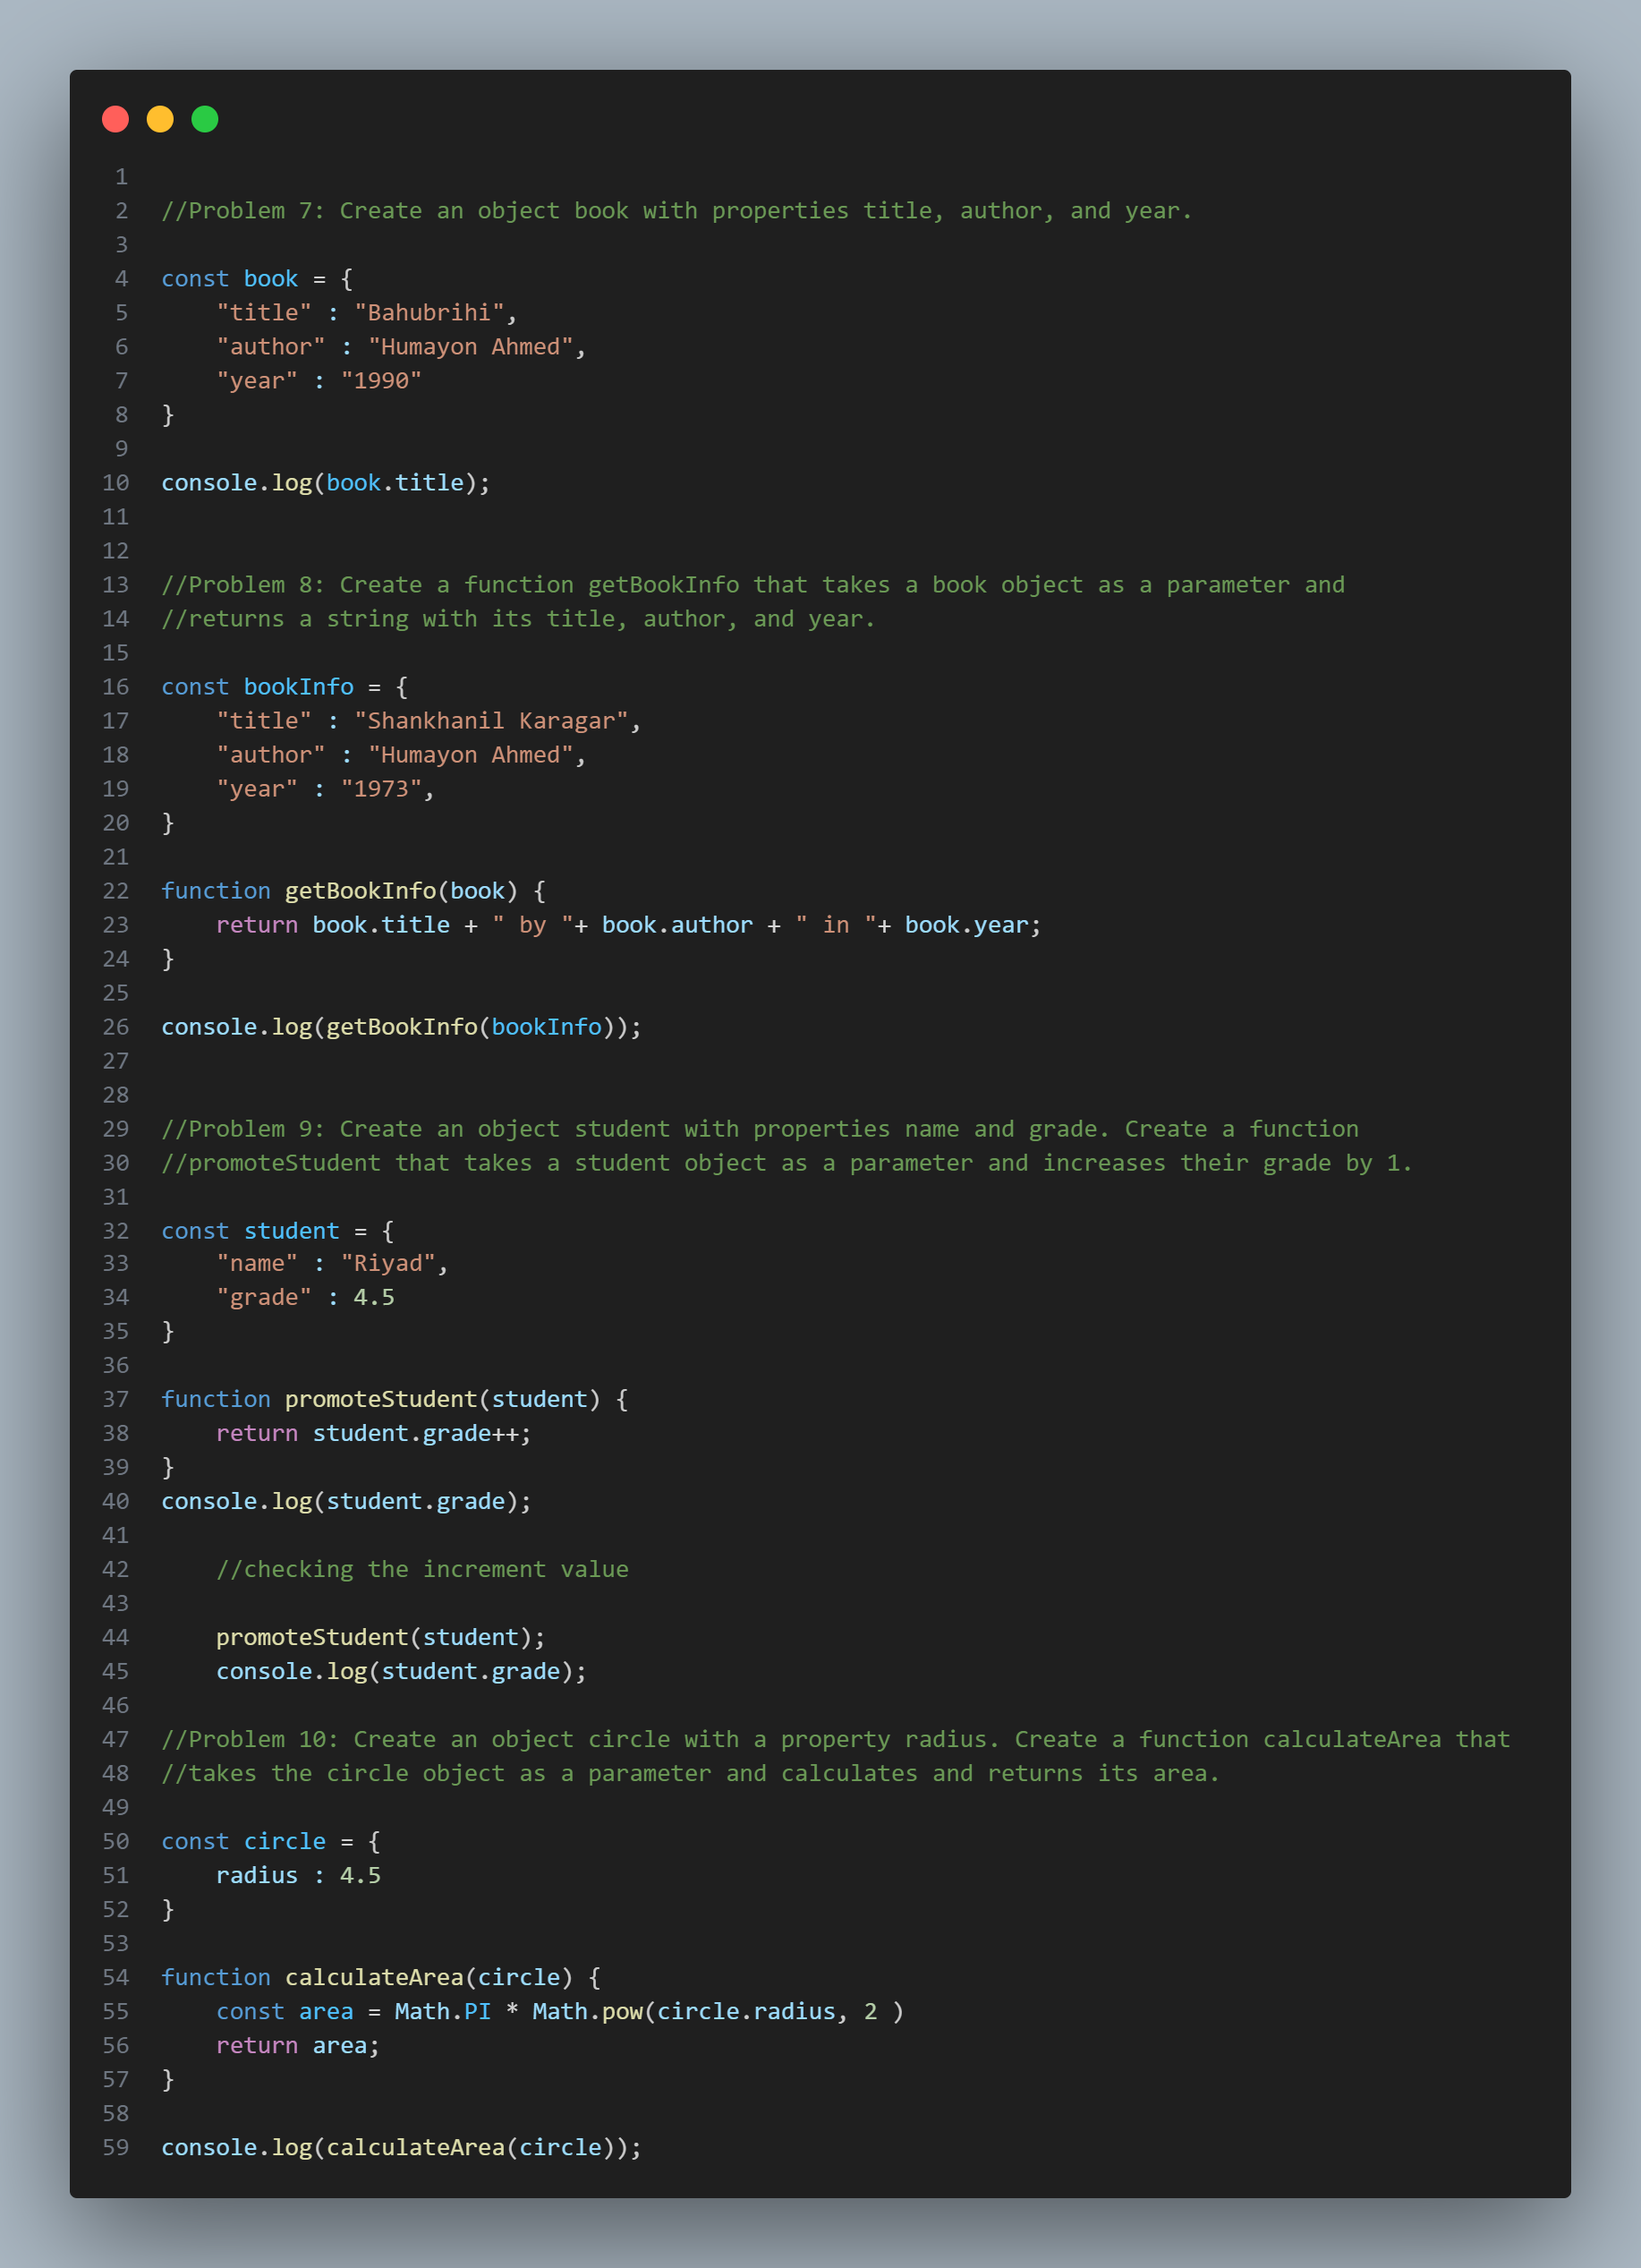 1
2 //Problem 7: Create an object book with properties title, author, and year.
3
4 const book = {
5     "title" : "Bahubrihi",
6     "author" : "Humayon Ahmed",
7     "year" : "1990"
8 }
9
10 console.log(book.title);
11
12
13 //Problem 8: Create a function getBookInfo that takes a book object as a parameter and
14 //returns a string with its title, author, and year.
15
16 const bookInfo = {
17     "title" : "Shankhanil Karagar",
18     "author" : "Humayon Ahmed",
19     "year" : "1973",
20 }
21
22 function getBookInfo(book) {
23     return book.title + " by "+ book.author + " in "+ book.year;
24 }
25
26 console.log(getBookInfo(bookInfo));
27
28
29 //Problem 9: Create an object student with properties name and grade. Create a function
30 //promoteStudent that takes a student object as a parameter and increases their grade by 1.
31
32 const student = {
33     "name" : "Riyad",
34     "grade" : 4.5
35 }
36
37 function promoteStudent(student) {
38     return student.grade++;
39 }
40 console.log(student.grade);
41
42     //checking the increment value
43
44     promoteStudent(student);
45     console.log(student.grade);
46
47 //Problem 10: Create an object circle with a property radius. Create a function calculateArea that
48 //takes the circle object as a parameter and calculates and returns its area.
49
50 const circle = {
51     radius : 4.5
52 }
53
54 function calculateArea(circle) {
55     const area = Math.PI * Math.pow(circle.radius, 2 )
56     return area;
57 }
58
59 console.log(calculateArea(circle));